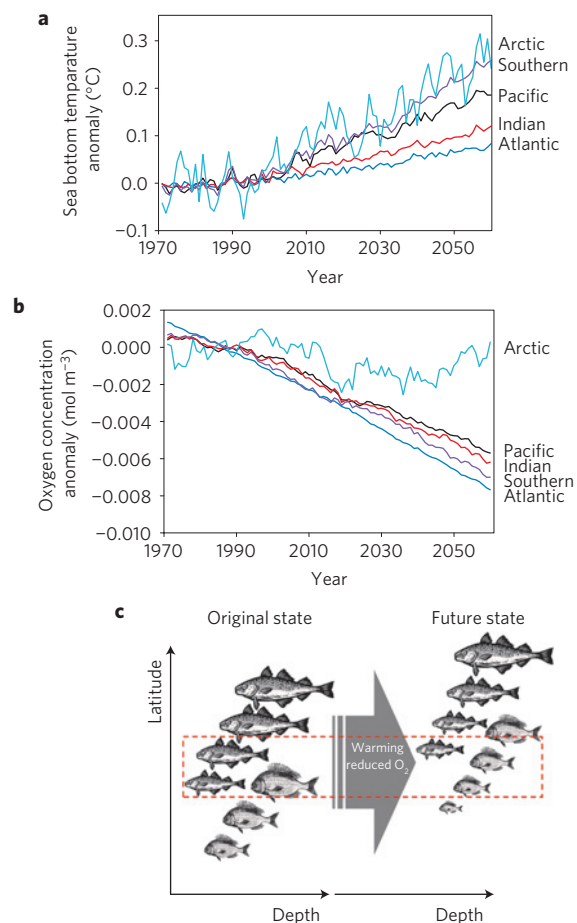 a
Sea bottom temparature
anomaly (°C)
0.3
0.2
0.1
0.0
−0.1
1970
1990
2010
2030
2050
Year
Arctic
Southern
Pacific
Indian
Atlantic
b
Oxygen concentration
anomaly (mol m⁻³)
0.002
0.000
−0.002
−0.004
−0.006
−0.008
−0.010
1970
1990
2010
2030
2050
Year
Arctic
Pacific
Indian
Southern
Atlantic
c
Original state
Future state
Latitude
Warming
reduced O₂
Depth
Depth